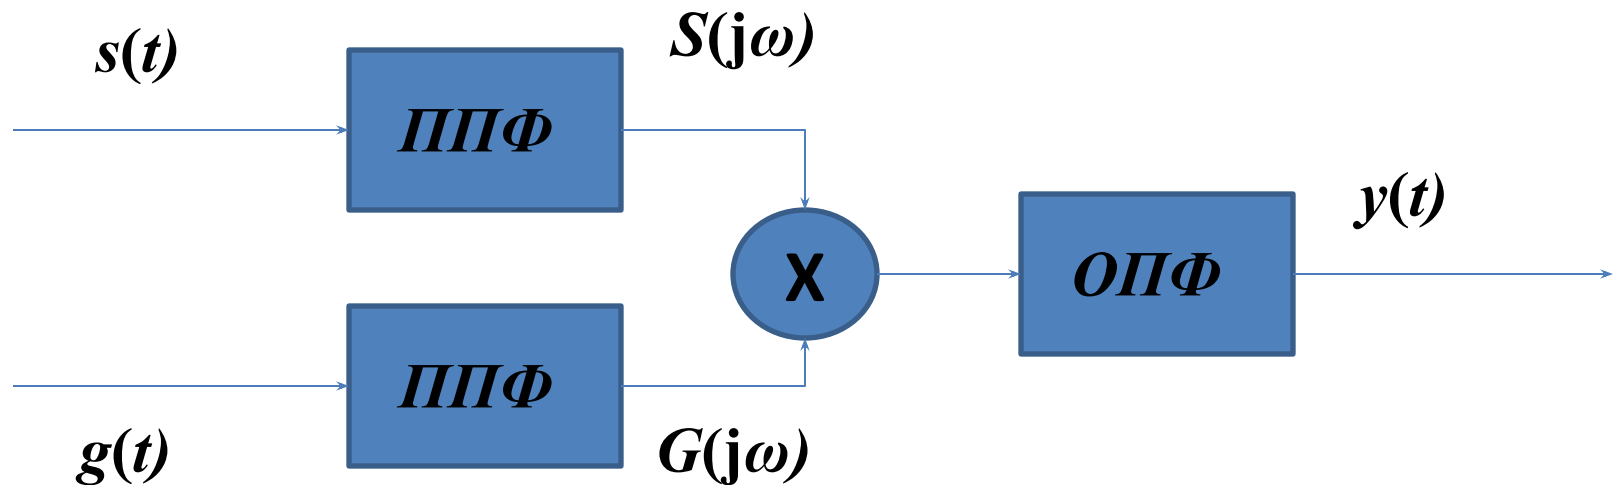 s(t)
ППФ
S(jω)
X
ОПФ
y(t)
g(t)
ППФ
G(jω)